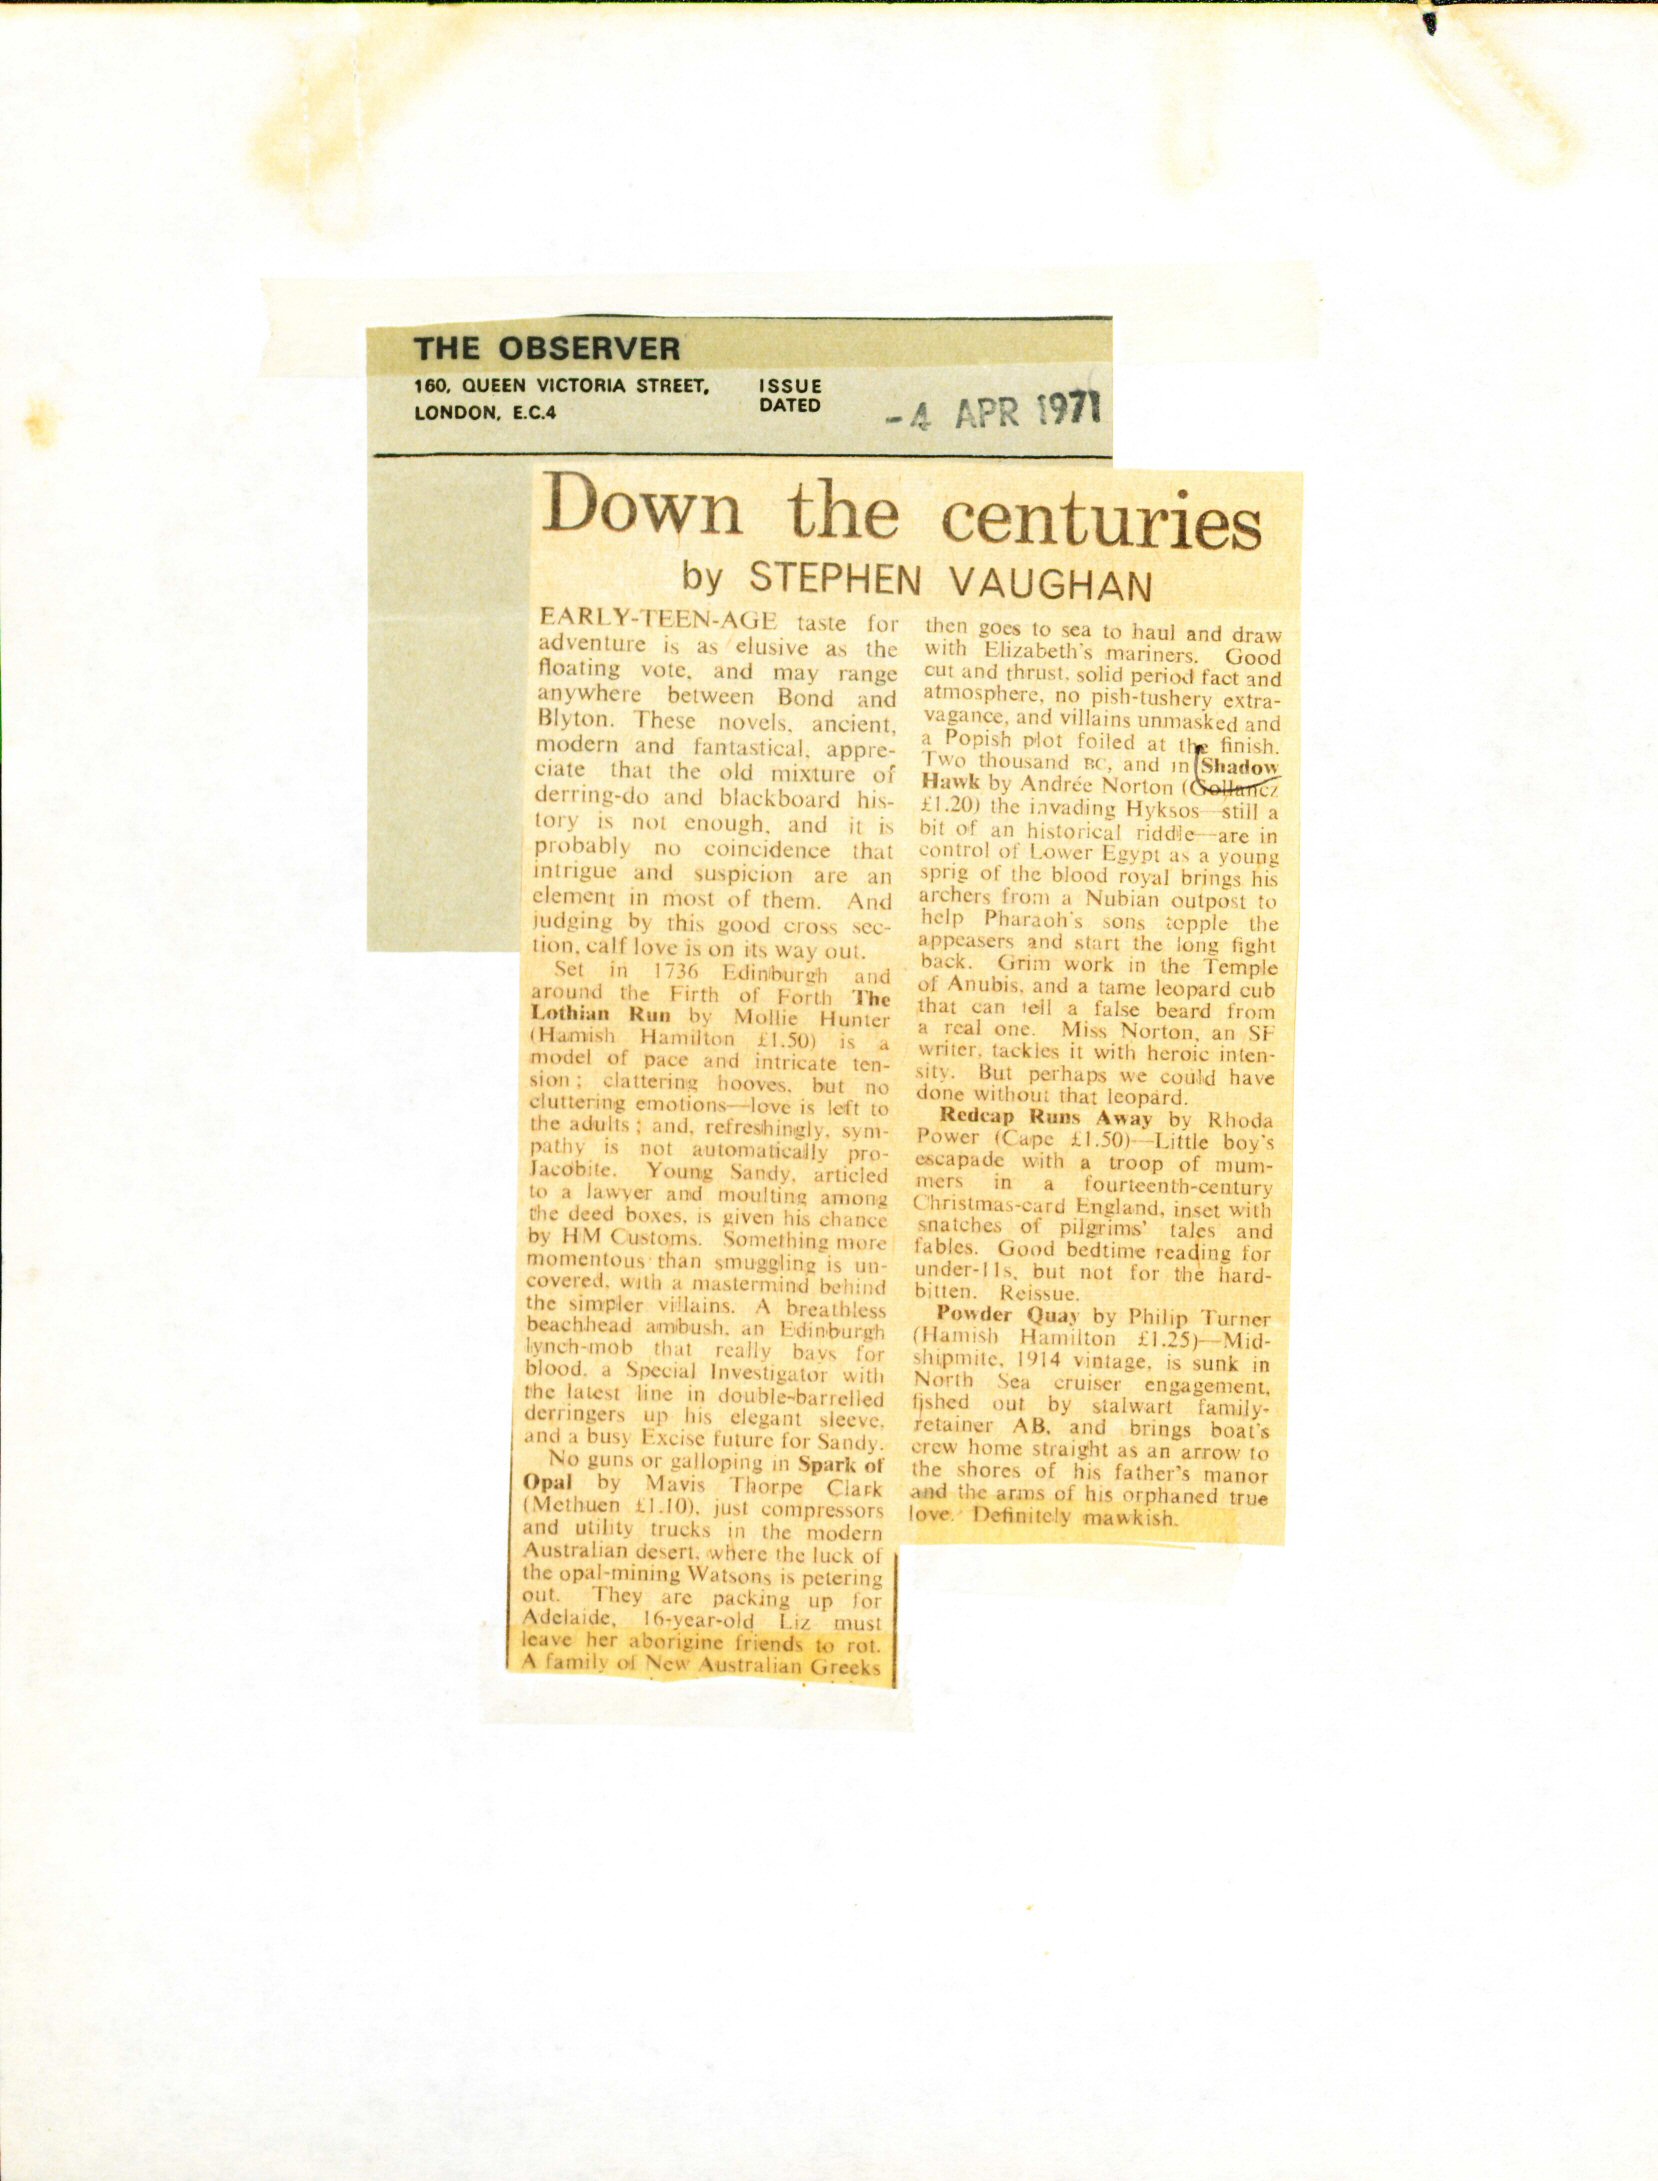 THE OBSERVER
160, QUEEN VICTORIA STREET,
LONDON, E.C.4
ISSUE
DATED
-4 APR 1971
Down the centuries
by STEPHEN VAUGHAN
EARLY-TEEN-AGE taste for
adventure is as elusive as the
floating vote, and may range
anywhere between Bond and
Blyton. These novels, ancient,
modern and fantastical, appre-
ciate that the old mixture of
derring-do and blackboard his-
tory is not enough, and it is
probably no coincidence that
intrigue and suspicion are an
element in most of them. And
judging by this good cross sec-
tion, calf love is on its way out.
Set in 1736 Edinburgh and
around the Firth of Forth The
Lothian Run by Mollie Hunter
(Hamish Hamilton £1.50) is a
model of pace and intricate ten-
sion; clattering hooves, but no
cluttering emotions—love is left to
the adults; and, refreshingly, sym-
pathy is not automatically pro-
Jacobite. Young Sandy, articled
to a lawyer and moulting among
the deed boxes, is given his chance
by HM Customs. Something more
momentous than smuggling is un-
covered, with a mastermind behind
the simpler villains. A breathless
beachhead ambush, an Edinburgh
lynch-mob that really bays for
blood, a Special Investigator with
the latest line in double-barrelled
derringers up his elegant sleeve,
and a busy Excise future for Sandy.
No guns or galloping in Spark of
Opal by Mavis Thorpe Clark
(Methuen £1.10), just compressors
and utility trucks in the modern
Australian desert, where the luck of
the opal-mining Watsons is petering
out. They are packing up for
Adelaide, 16-year-old Liz must
leave her aborigine friends to rot.
A family of New Australian Greeks
then goes to sea to haul and draw
with Elizabeth's mariners. Good
cut and thrust, solid period fact and
atmosphere, no pish-tushery extra-
vagance, and villains unmasked and
a Popish plot foiled at the finish.
Two thousand BC, and in Shadow
Hawk by Andrée Norton (Gollancz
£1.20) the invading Hyksos—still a
bit of an historical riddle—are in
control of Lower Egypt as a young
sprig of the blood royal brings his
archers from a Nubian outpost to
help Pharaoh's sons topple the
appeasers and start the long fight
back. Grim work in the Temple
of Anubis, and a tame leopard cub
that can tell a false beard from
a real one. Miss Norton, an SF
writer, tackles it with heroic inten-
sity. But perhaps we could have
done without that leopard.
Redcap Runs Away by Rhoda
Power (Cape £1.50)—Little boy's
escapade with a troop of mum-
mers in a fourteenth-century
Christmas-card England, inset with
snatches of pilgrims' tales and
fables. Good bedtime reading for
under-11s, but not for the hard-
bitten. Reissue.
Powder Quay by Philip Turner
(Hamish Hamilton £1.25)—Mid-
shipmite, 1914 vintage, is sunk in
North Sea cruiser engagement,
fished out by stalwart family-
retainer AB, and brings boat's
crew home straight as an arrow to
the shores of his father's manor
and the arms of his orphaned true
love. Definitely mawkish.